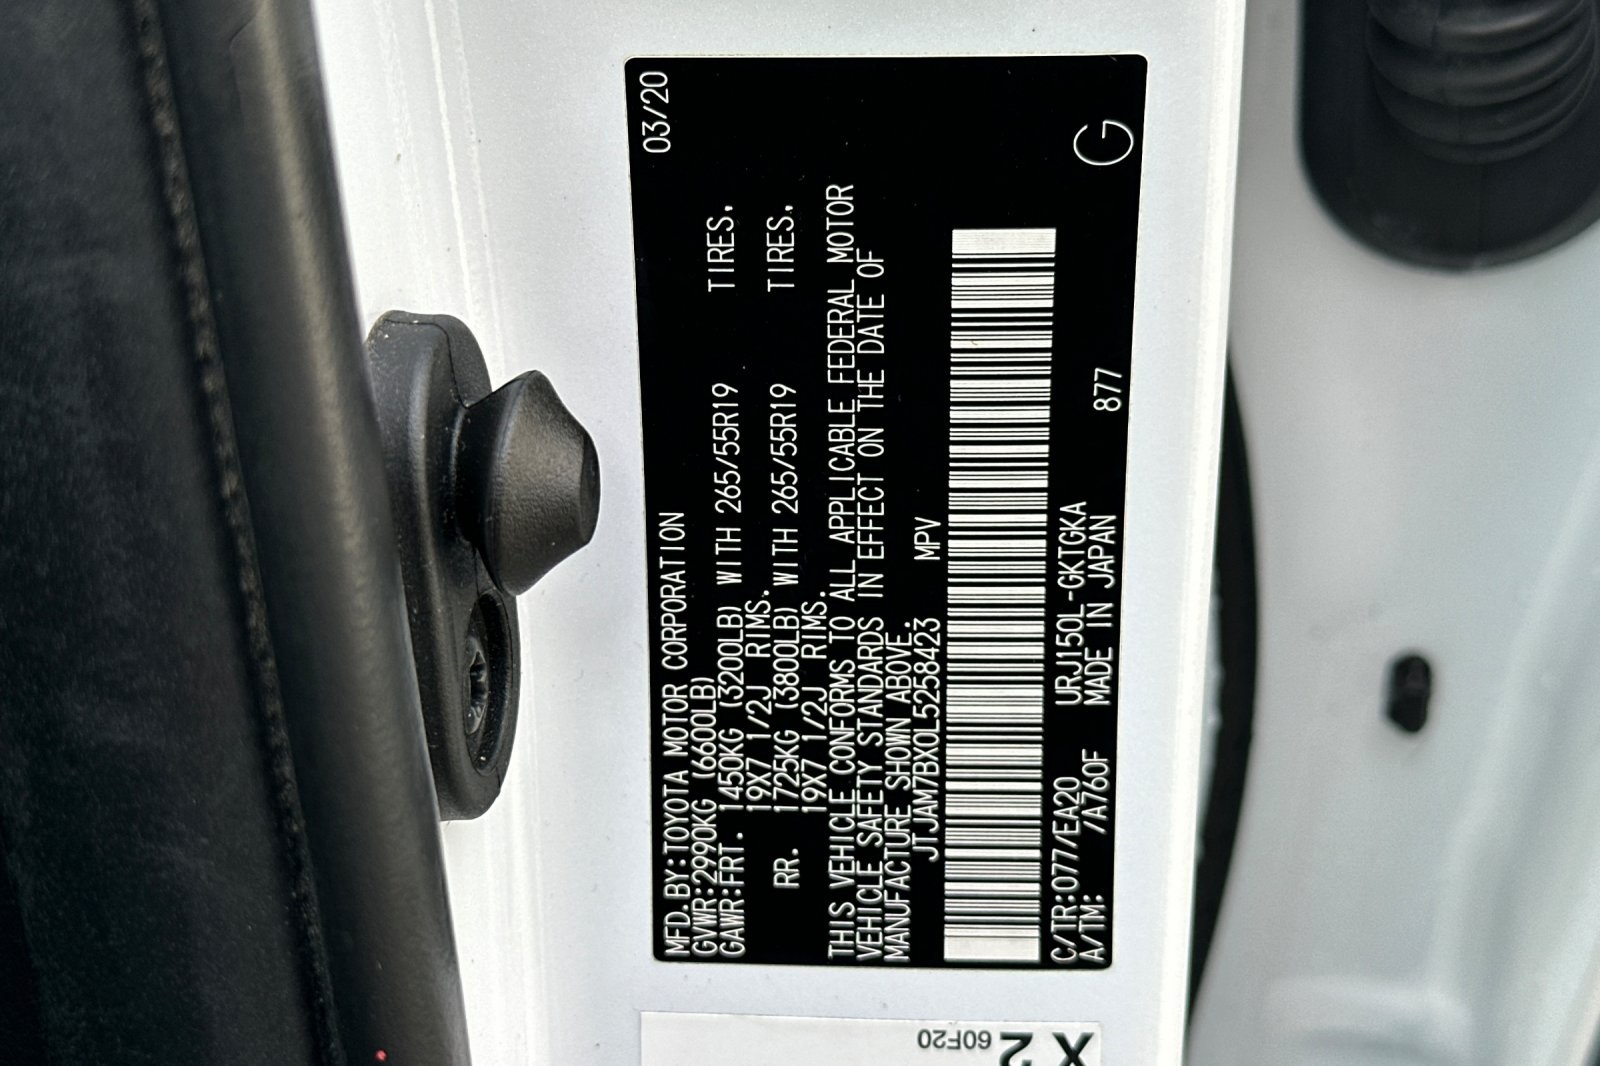 MFD.BY:TOYOTA MOTOR CORPORATION 03/20
GVWR:2990KG (6600LB)
GAWR:FRT. 1450KG (3200LB) WITH 265/55R19 TIRES,
19X7 1/2J RIMS.
RR. 1725KG (3800LB) WITH 265/55R19 TIRES,
19X7 1/2J RIMS.
THIS VEHICLE CONFORMS TO ALL APPLICABLE FEDERAL MOTOR
VEHICLE SAFETY STANDARDS IN EFFECT ON THE DATE OF
MANUFACTURE SHOWN ABOVE.
JTJAM7BX0L5258423 MPV
C/TR:077/EA20 URJ150L-GKTGKA
A/TM: /A760F MADE IN JAPAN 877
G
X 2
60F20